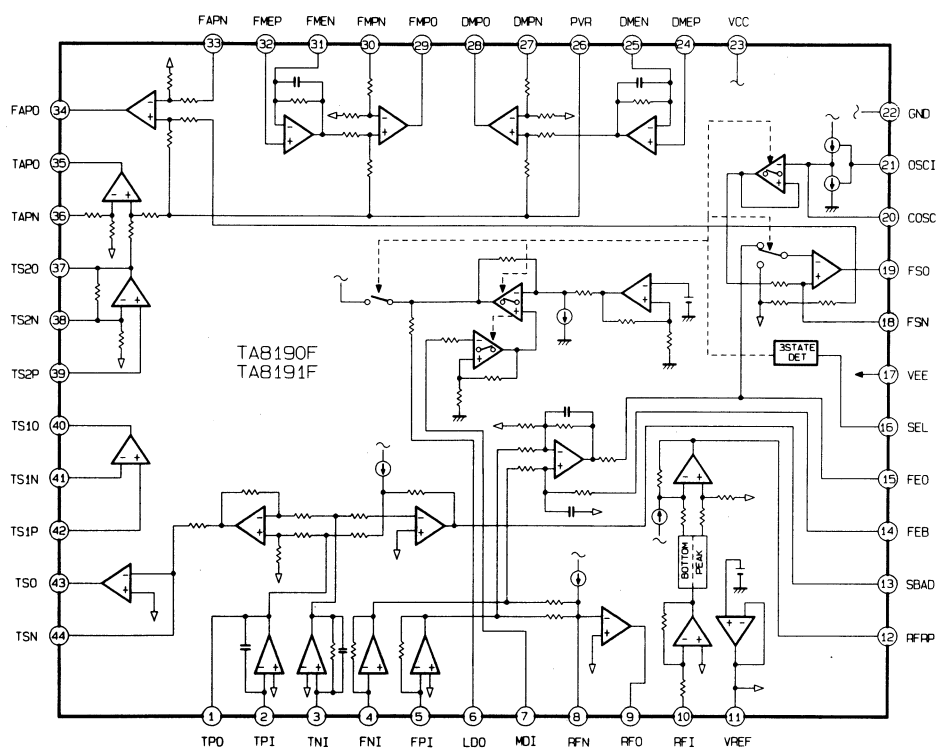 FAPN FMEP FMEN FMPN FMPO DMPO DMPN PVR DMEN DMEP VCC
33 32 31 30 29 28 27 26 25 24 23
FAPO 34
22 GND
TAPO 35
21 OSCI
TAPN 36
20 COSC
TS2O 37
19 FSO
TS2N 38
18 FSN
TA8190F
TA8191F
3STATE
DET
TS2P 39
17 VEE
TS1O 40
16 SEL
TS1N 41
15 FEO
TS1P 42
14 FEB
BOTTOM
PEAK
TSO 43
13 SBAD
TSN 44
12 RFRP
1 2 3 4 5 6 7 8 9 10 11
TPO TPI TNI FNI FPI LDO MDI RFN RFO RFI VREF